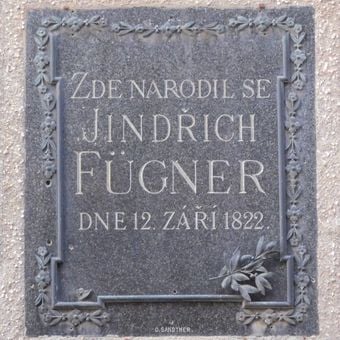 ZDE NARODIL SE
JINDŘICH
FÜGNER
DNE 12. ZÁŘÍ 1822.